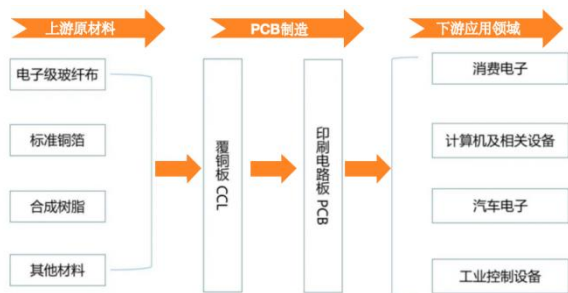 上游原材料
PCB制造
下游应用领域
电子级玻纤布
标准铜箔
合成树脂
其他材料
覆铜板 CCL
印刷电路板 PCB
消费电子
计算机及相关设备
汽车电子
工业控制设备